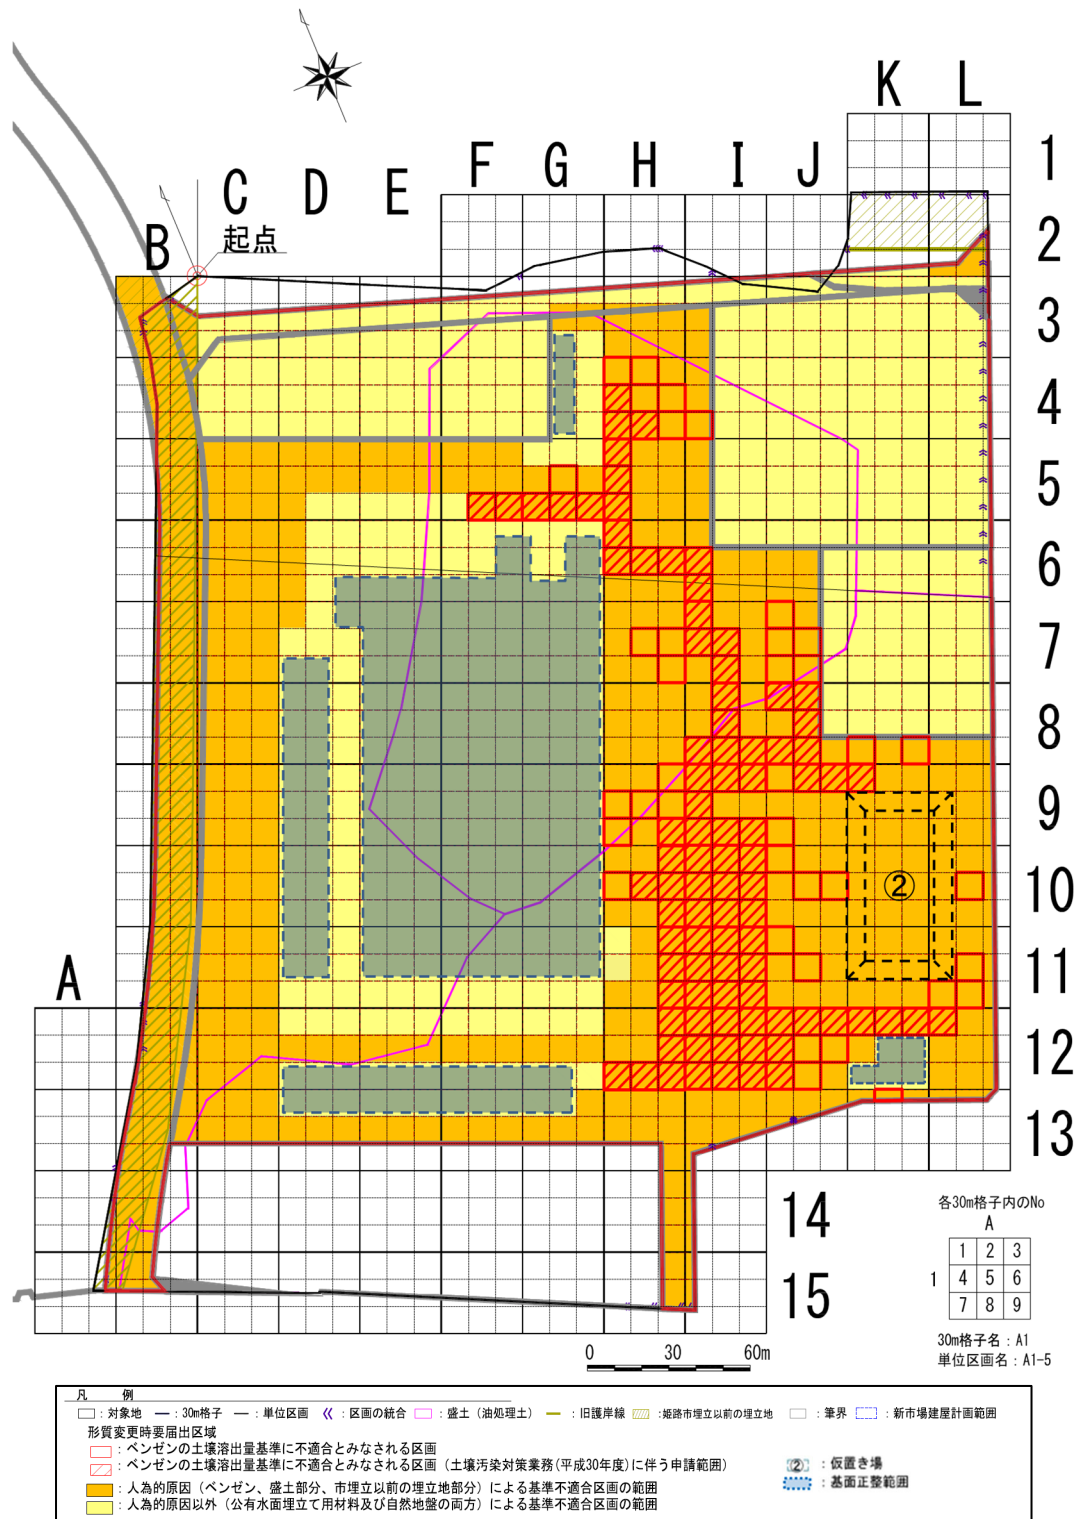 K L
F G H I J
C D E
B
起点
1
2
3
4
5
6
7
8
9
10
11
12
13
14
15
A
②
各30m格子内のNo
A
1 2 3
1 4 5 6
7 8 9
30m格子名：A1
単位区画名：A1-5
0 30 60m
凡 例
：対象地 ：30m格子 ：単位区画 ：区画の統合 ：盛土（油処理土） ：旧護岸線 ：姫路市埋立以前の埋立地 ：筆界 ：新市場建屋計画範囲
形質変更時要届出区域
：ベンゼンの土壌溶出量基準に不適合とみなされる区画
：ベンゼンの土壌溶出量基準に不適合とみなされる区画（土壌汚染対策業務(平成30年度)に伴う申請範囲）
② ：仮置き場
：人為的原因（ベンゼン、盛土部分、市埋立以前の埋立地部分）による基準不適合区画の範囲
：基面正整範囲
：人為的原因以外（公有水面埋立て用材料及び自然地盤の両方）による基準不適合区画の範囲